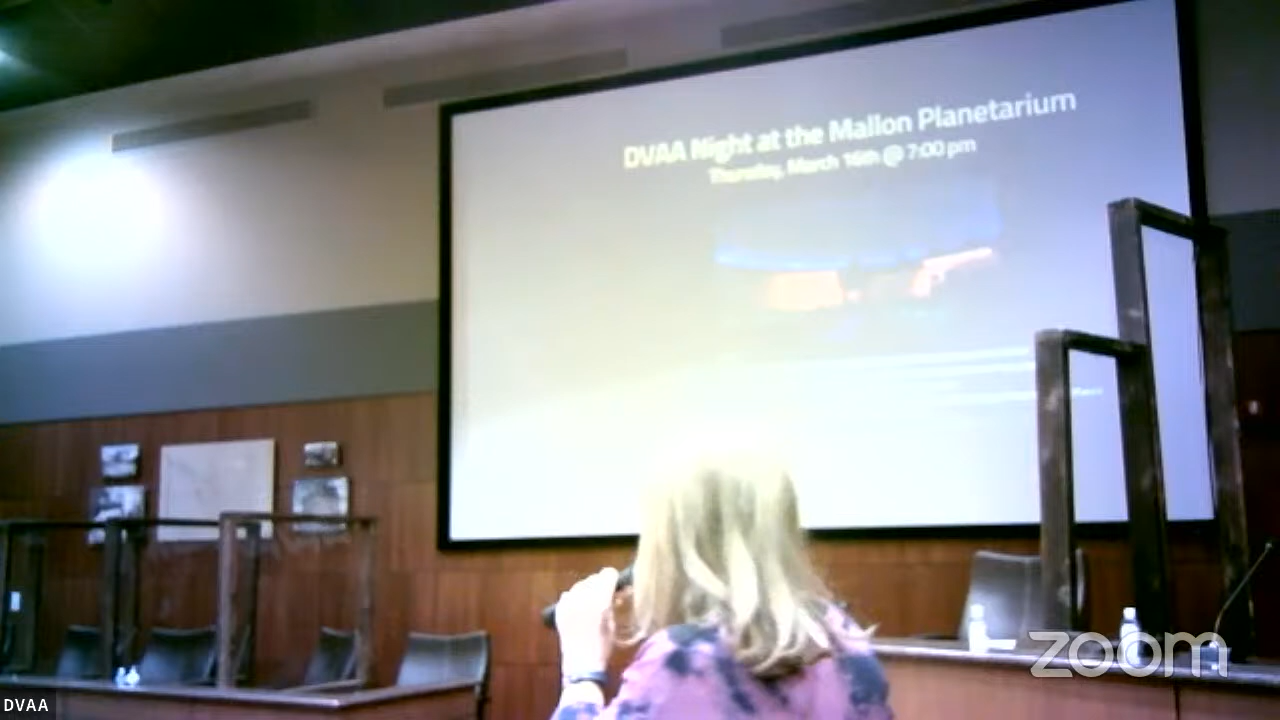 DVAA Night at the Mallon Planetarium
Thursday, March 16th @ 7:00 pm
zoom
DVAA